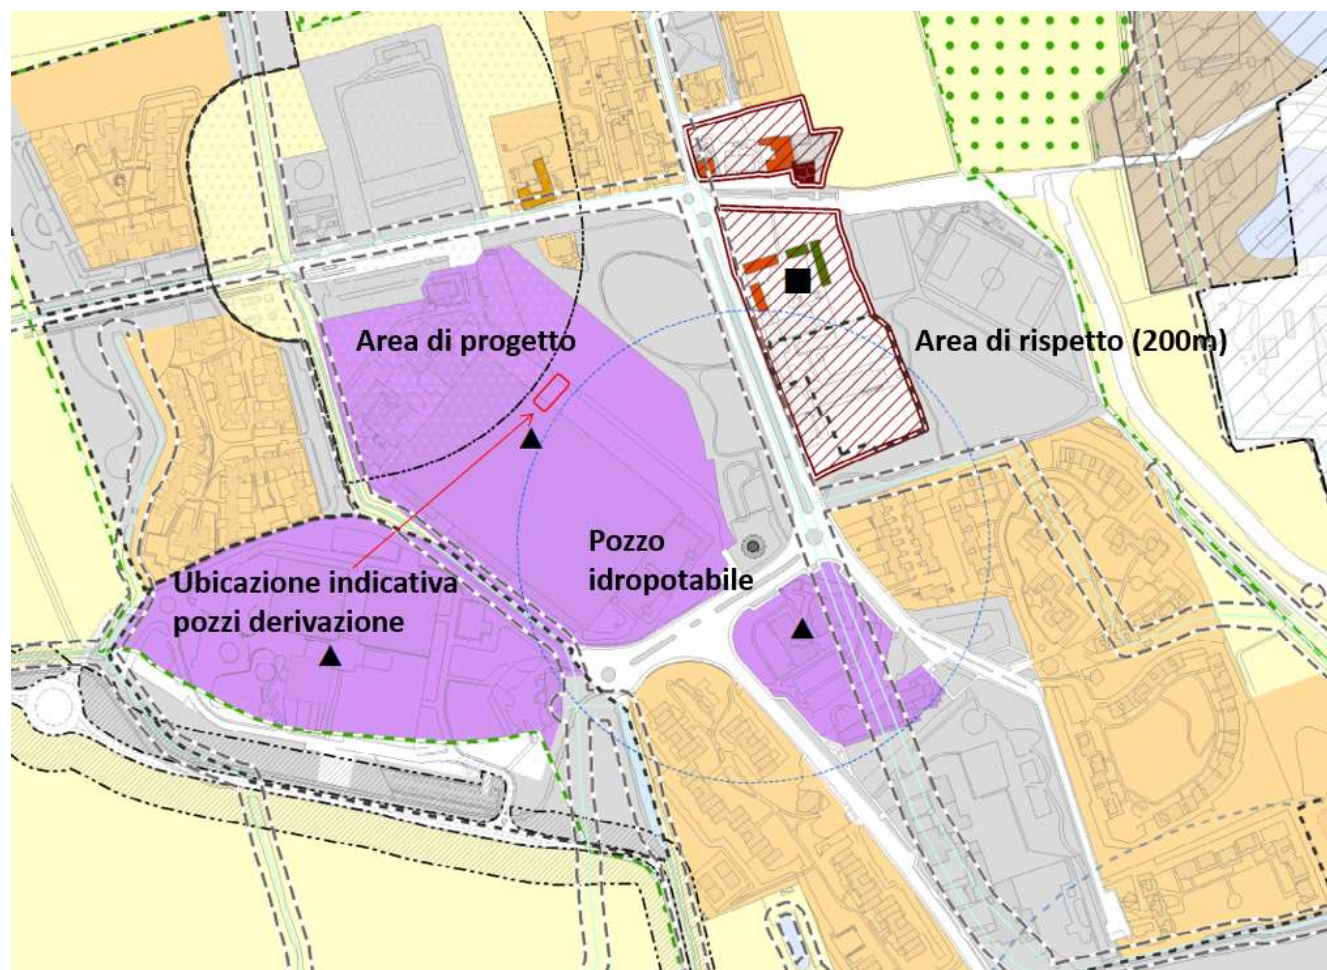 Area di progetto
Area di rispetto (200m)
Pozzo
idropotabile
Ubicazione indicativa
pozzi derivazione